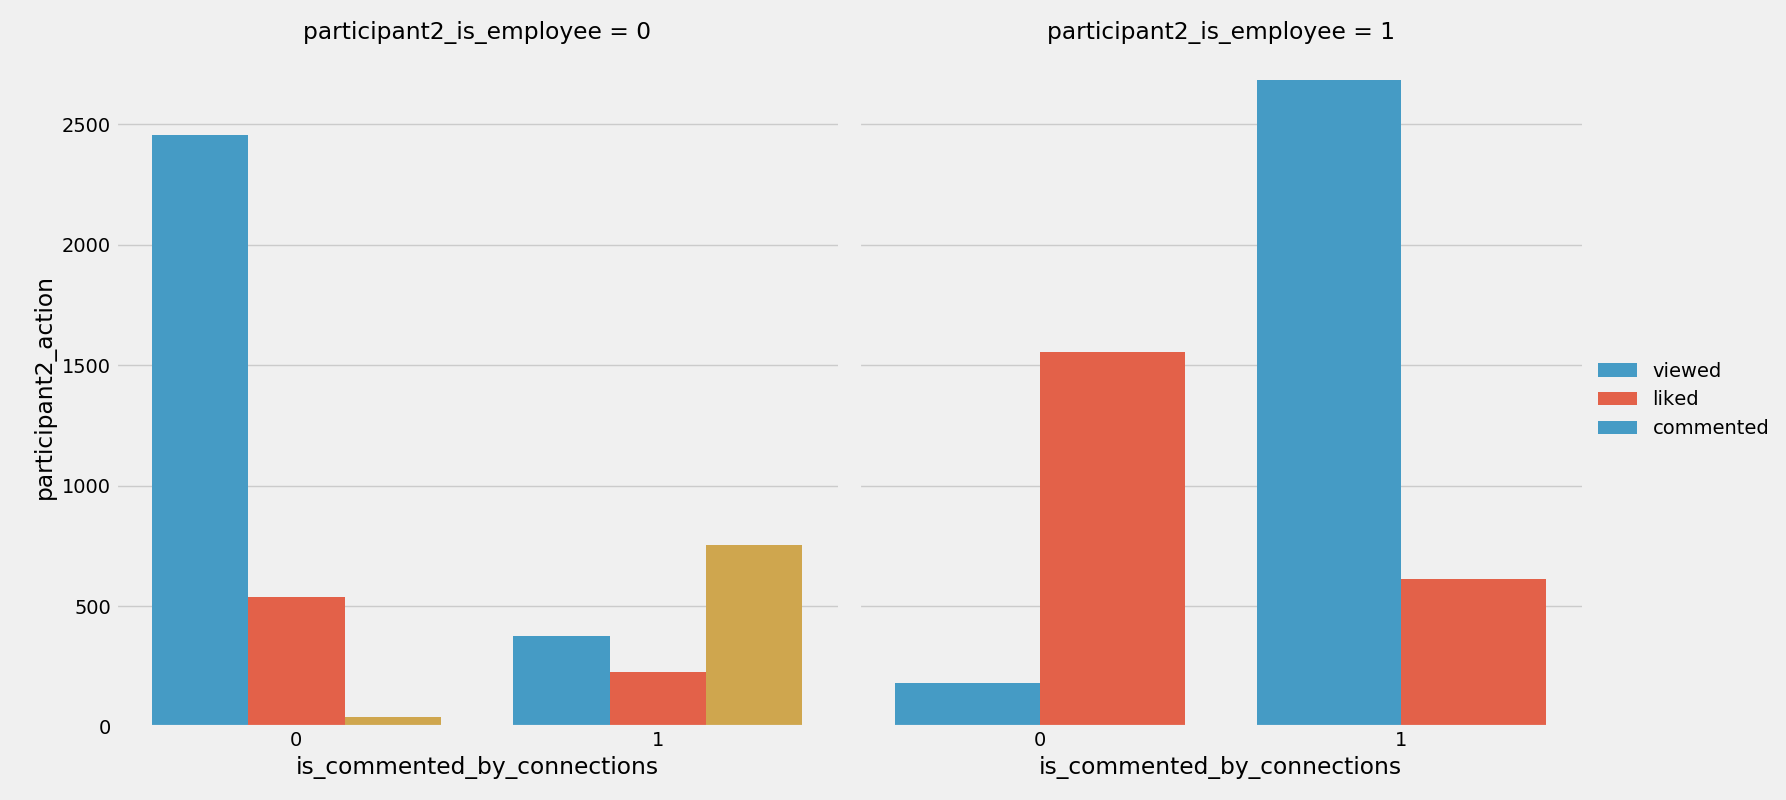 participant2_is_employee = 0
participant2_is_employee = 1
participant2_action
2500
2000
1500
1000
500
0
0
1
0
1
is_commented_by_connections
is_commented_by_connections
viewed
liked
commented